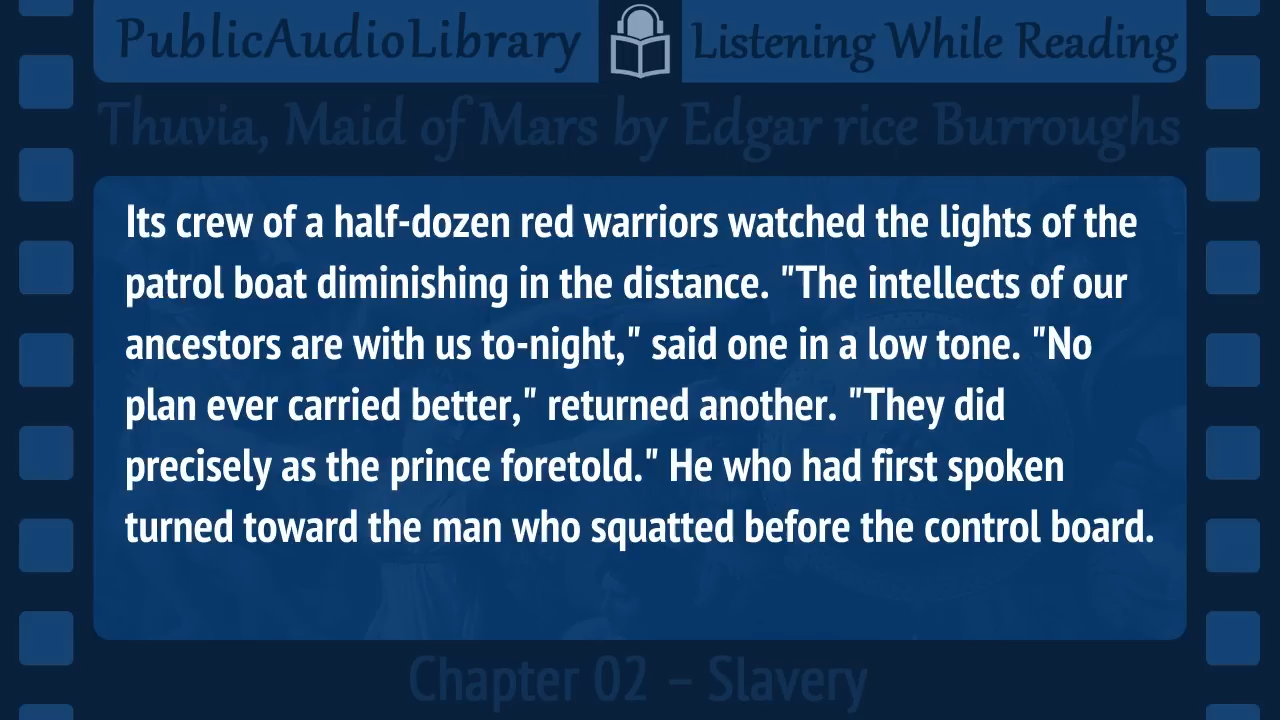 PublicAudioLibrary Listening While Reading
Thuvia, Maid of Mars by Edgar rice Burroughs
Its crew of a half-dozen red warriors watched the lights of the
patrol boat diminishing in the distance. "The intellects of our
ancestors are with us to-night," said one in a low tone. "No
plan ever carried better," returned another. "They did
precisely as the prince foretold." He who had first spoken
turned toward the man who squatted before the control board.
Chapter 02 – Slavery